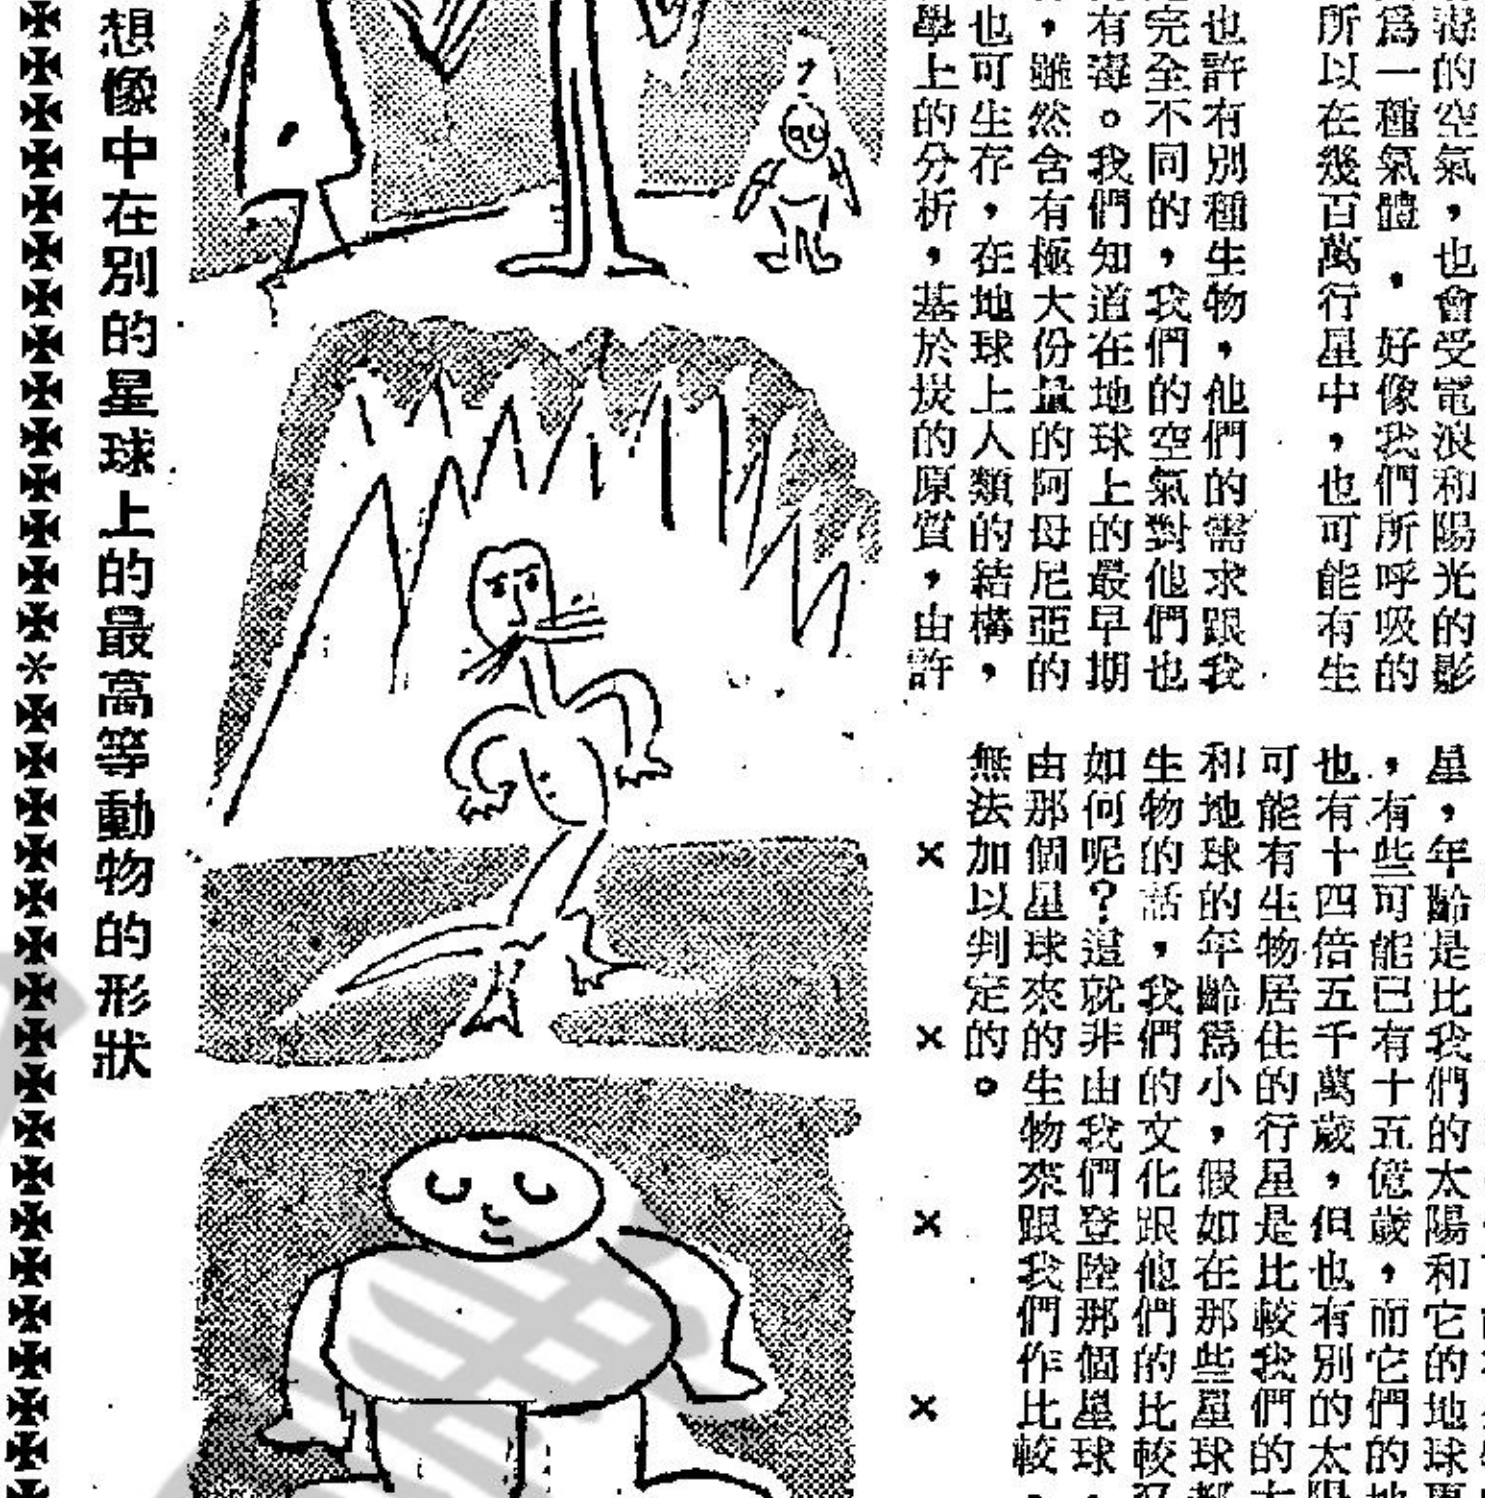 毒的空氣，也會受電浪和陽光的影
爲一種氣體，好像我們所呼吸的
所以在幾百萬行星中，也可能有生
也許有別種生物，他們的需求跟我
完全不同的，我們的空氣對他們也
有毒。我們知道在地球上的最早期
，雖然含有極大份量的阿母尼亞的
也可生存，在地球上人類的結構，
學上的分析，基於炭的原質，由許
星，年齡是比我們的太陽和它的地球
，有些可能已有十五億歲，而它們的地
也有十四倍五千萬歲，但也有別的太陽
可能有生物居住的行星是比較我們的太
和地球的年齡爲小，假如在那些星球都
生物的話，我們的文化跟他們的比較又
如何呢？這就非由我們登陸那個星球，
由那個星球來的生物來跟我們作比較，
無法加以判定的。
× × × ×
想像中在別的星球上的最高等動物的形狀